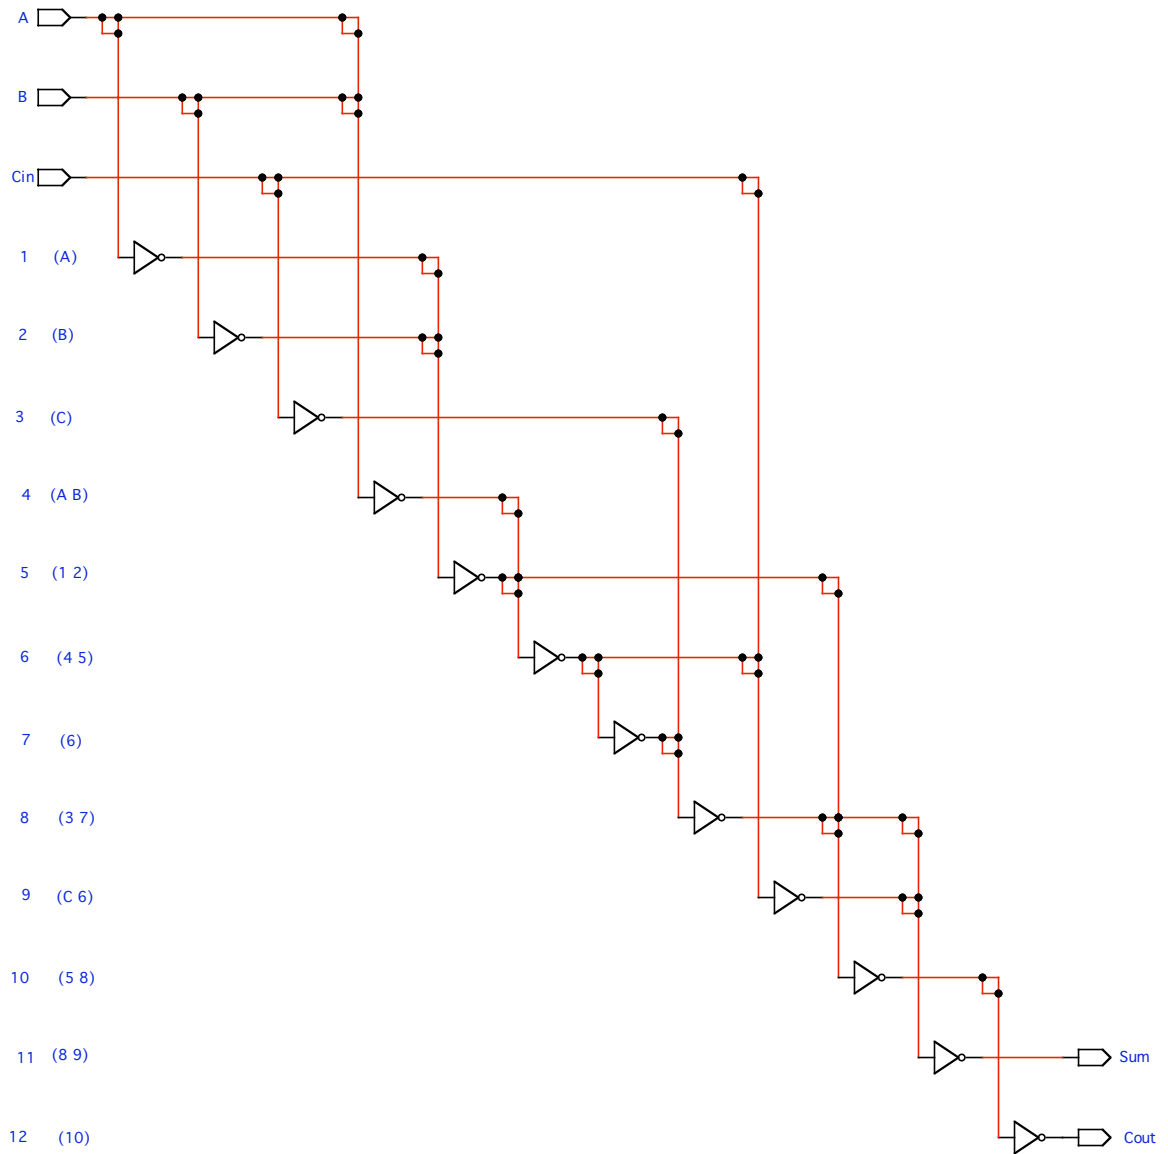 A
B
Cin
1 (A)
2 (B)
3 (C)
4 (A B)
5 (1 2)
6 (4 5)
7 (6)
8 (3 7)
9 (C 6)
10 (5 8)
11 (8 9) Sum
12 (10) Cout